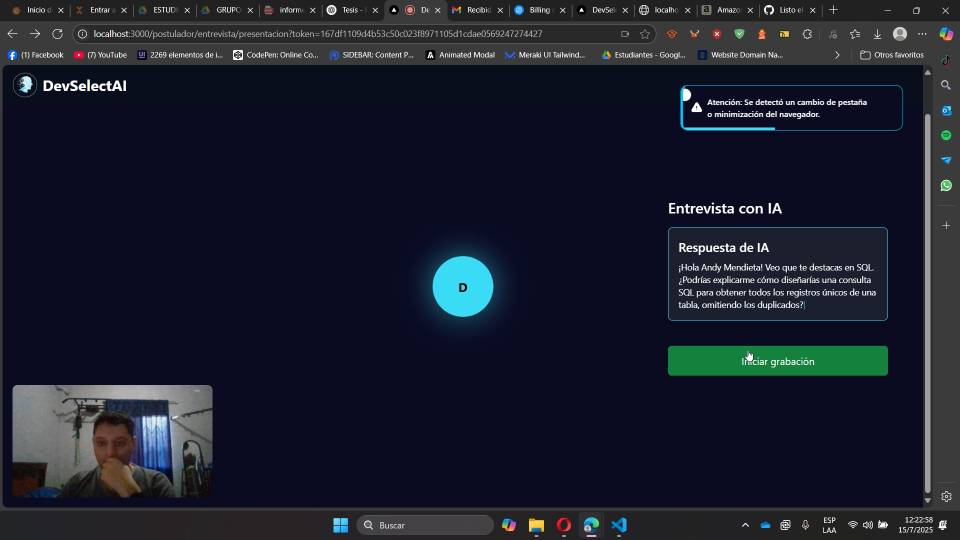 Inicio d
Entrar a
ESTUDI
GRUPO
inform
Tesis -
De
Recibid
Billing
DevSel
localho
Amazo
Listo el
localhost:3000/postulador/entrevista/presentacion?token=167df1109d4b53c50c023f8971105d1cdae0569247274427
(1) Facebook
(7) YouTube
2269 elementos de i...
CodePen: Online Co...
SIDEBAR: Content P...
Animated Modal
Meraki UI Tailwind...
Estudiantes - Googl...
Website Domain Na...
Otros favoritos
DevSelectAI
Atención: Se detectó un cambio de pestaña
o minimización del navegador.
Entrevista con IA
Respuesta de IA
¡Hola Andy Mendieta! Veo que te destacas en SQL.
¿Podrías explicarme cómo diseñarías una consulta
SQL para obtener todos los registros únicos de una
tabla, omitiendo los duplicados?
D
Iniciar grabación
Buscar
ESP
LAA
12:22:58
15/7/2025